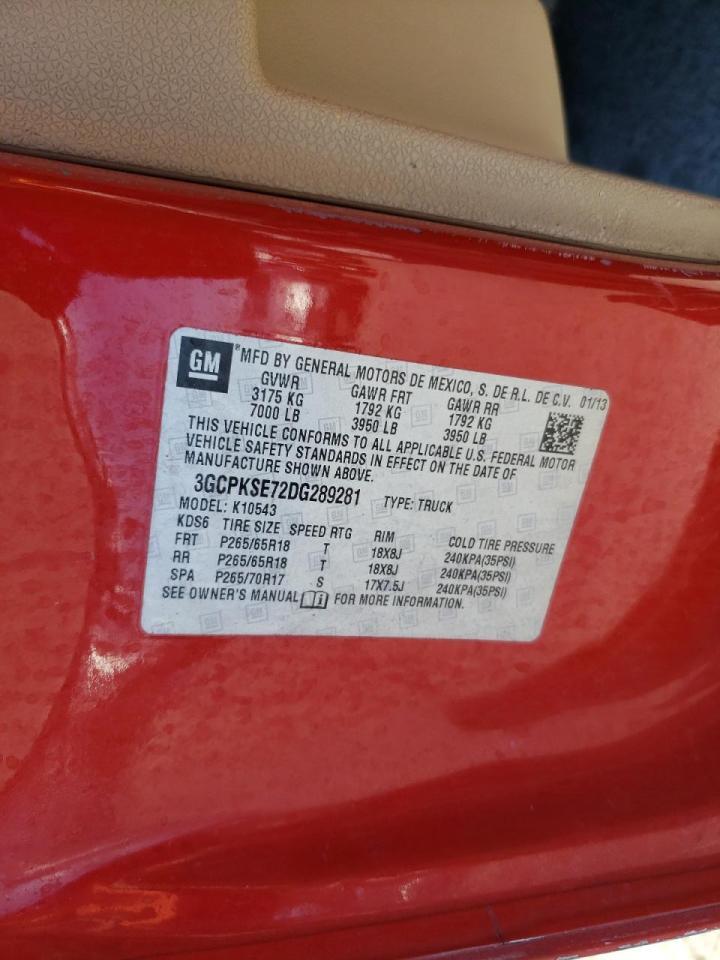 GM
®MFD BY GENERAL MOTORS DE MEXICO, S. DE R.L. DE C.V. 01/13
GVWR GAWR FRT GAWR RR
3175 KG 1792 KG 1792 KG
7000 LB 3950 LB 3950 LB
THIS VEHICLE CONFORMS TO ALL APPLICABLE U.S. FEDERAL MOTOR
VEHICLE SAFETY STANDARDS IN EFFECT ON THE DATE OF
MANUFACTURE SHOWN ABOVE.
3GCPKSE72DG289281 TYPE: TRUCK
MODEL: K10543
KDS6 TIRE SIZE SPEED RTG RIM COLD TIRE PRESSURE
FRT P265/65R18 T 18X8J 240KPA(35PSI)
RR P265/65R18 T 18X8J 240KPA(35PSI)
SPA P265/70R17 S 17X7.5J 240KPA(35PSI)
SEE OWNER'S MANUAL FOR MORE INFORMATION.